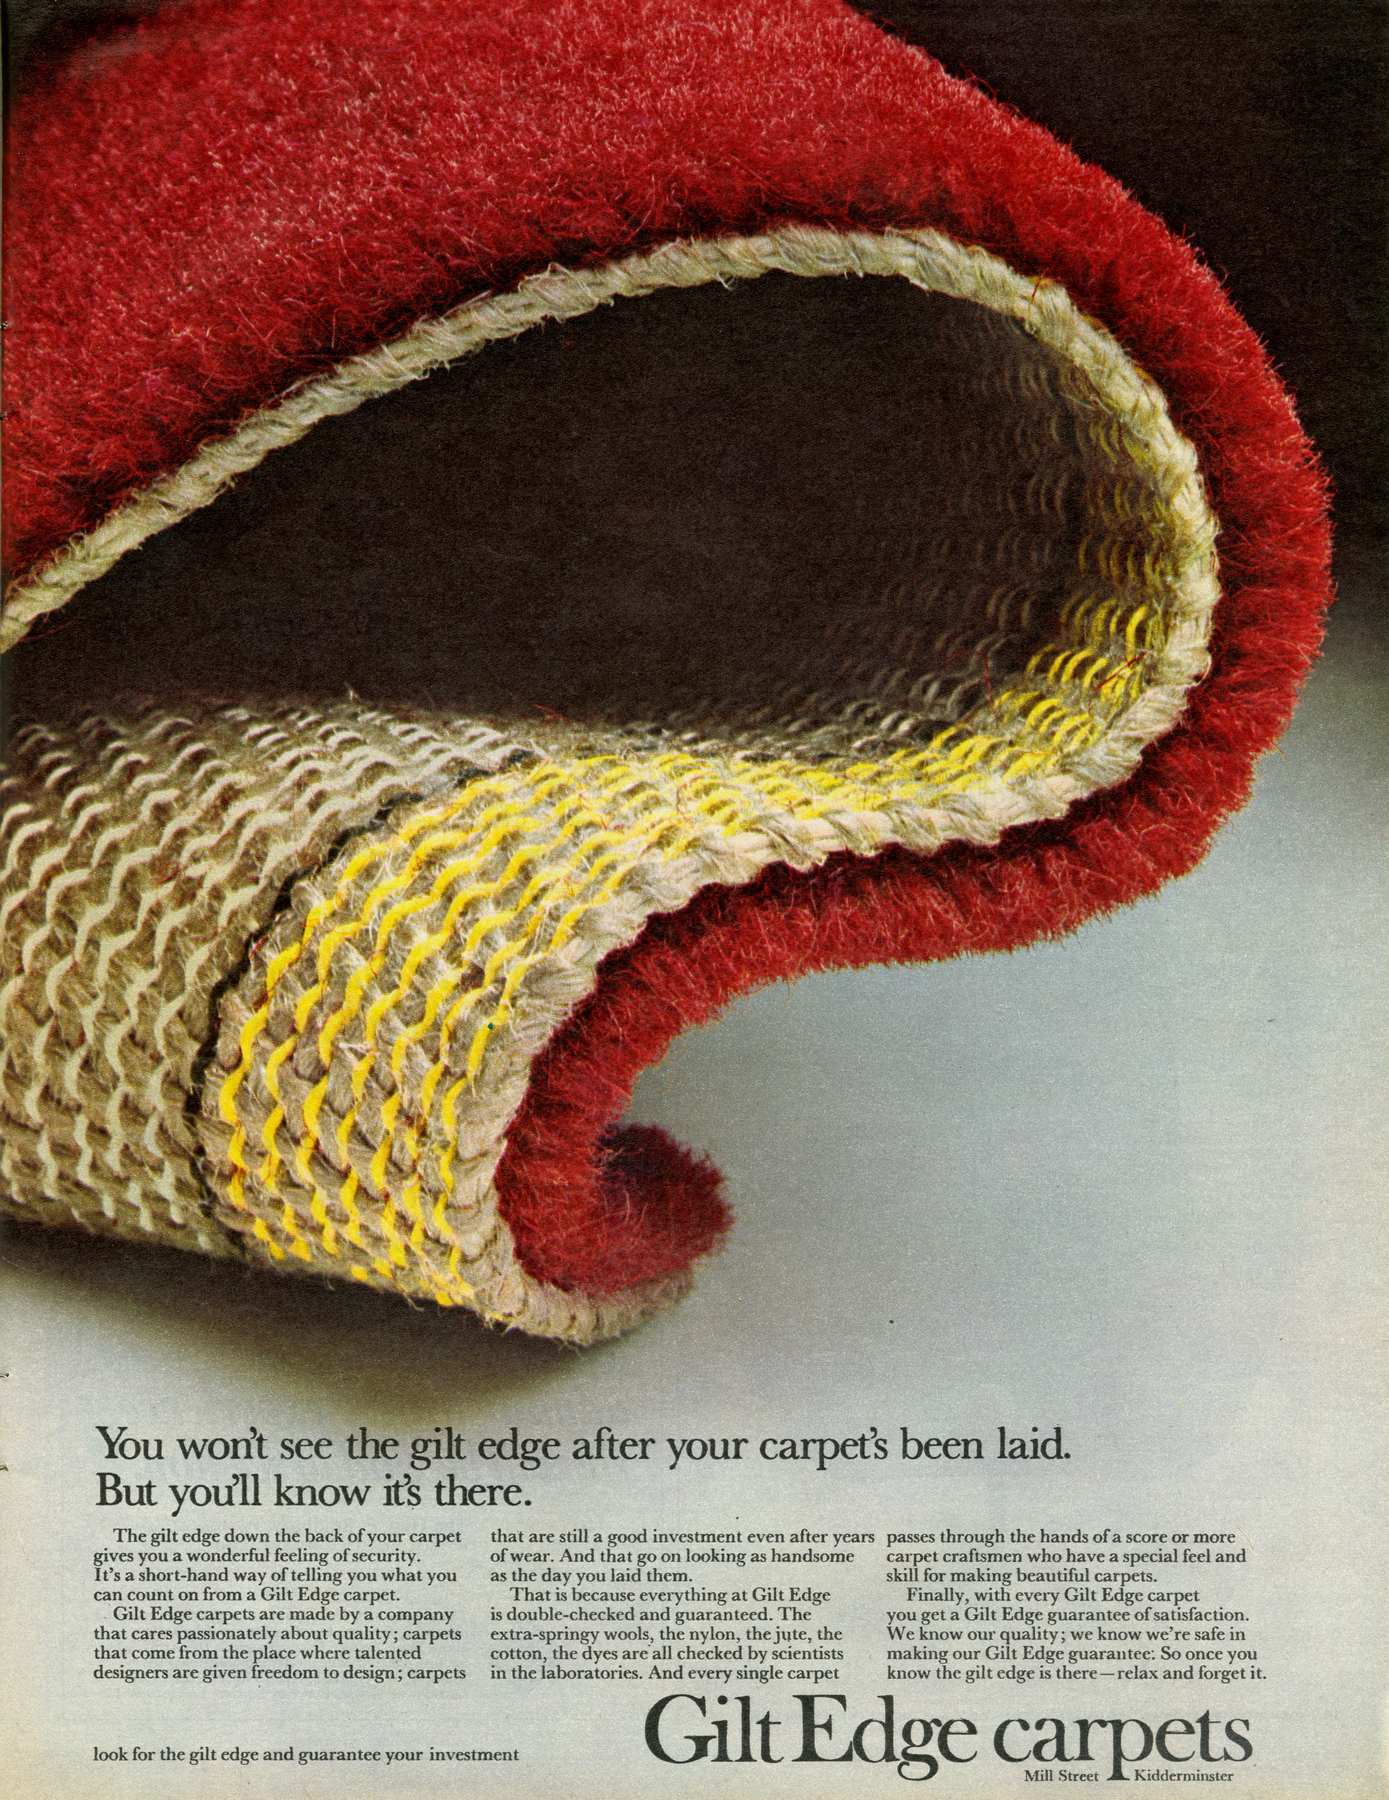 You won't see the gilt edge after your carpet's been laid.
But you'll know it's there.
The gilt edge down the back of your carpet
gives you a wonderful feeling of security.
It's a short-hand way of telling you what you
can count on from a Gilt Edge carpet.
Gilt Edge carpets are made by a company
that cares passionately about quality; carpets
that come from the place where talented
designers are given freedom to design; carpets
that are still a good investment even after years
of wear. And that go on looking as handsome
as the day you laid them.
That is because everything at Gilt Edge
is double-checked and guaranteed. The
extra-springy wools, the nylon, the jute, the
cotton, the dyes are all checked by scientists
in the laboratories. And every single carpet
passes through the hands of a score or more
carpet craftsmen who have a special feel and
skill for making beautiful carpets.
Finally, with every Gilt Edge carpet
you get a Gilt Edge guarantee of satisfaction.
We know our quality; we know we're safe in
making our Gilt Edge guarantee. So once you
know the gilt edge is there—relax and forget it.
look for the gilt edge and guarantee your investment
Gilt Edge carpets
Mill Street Kidderminster